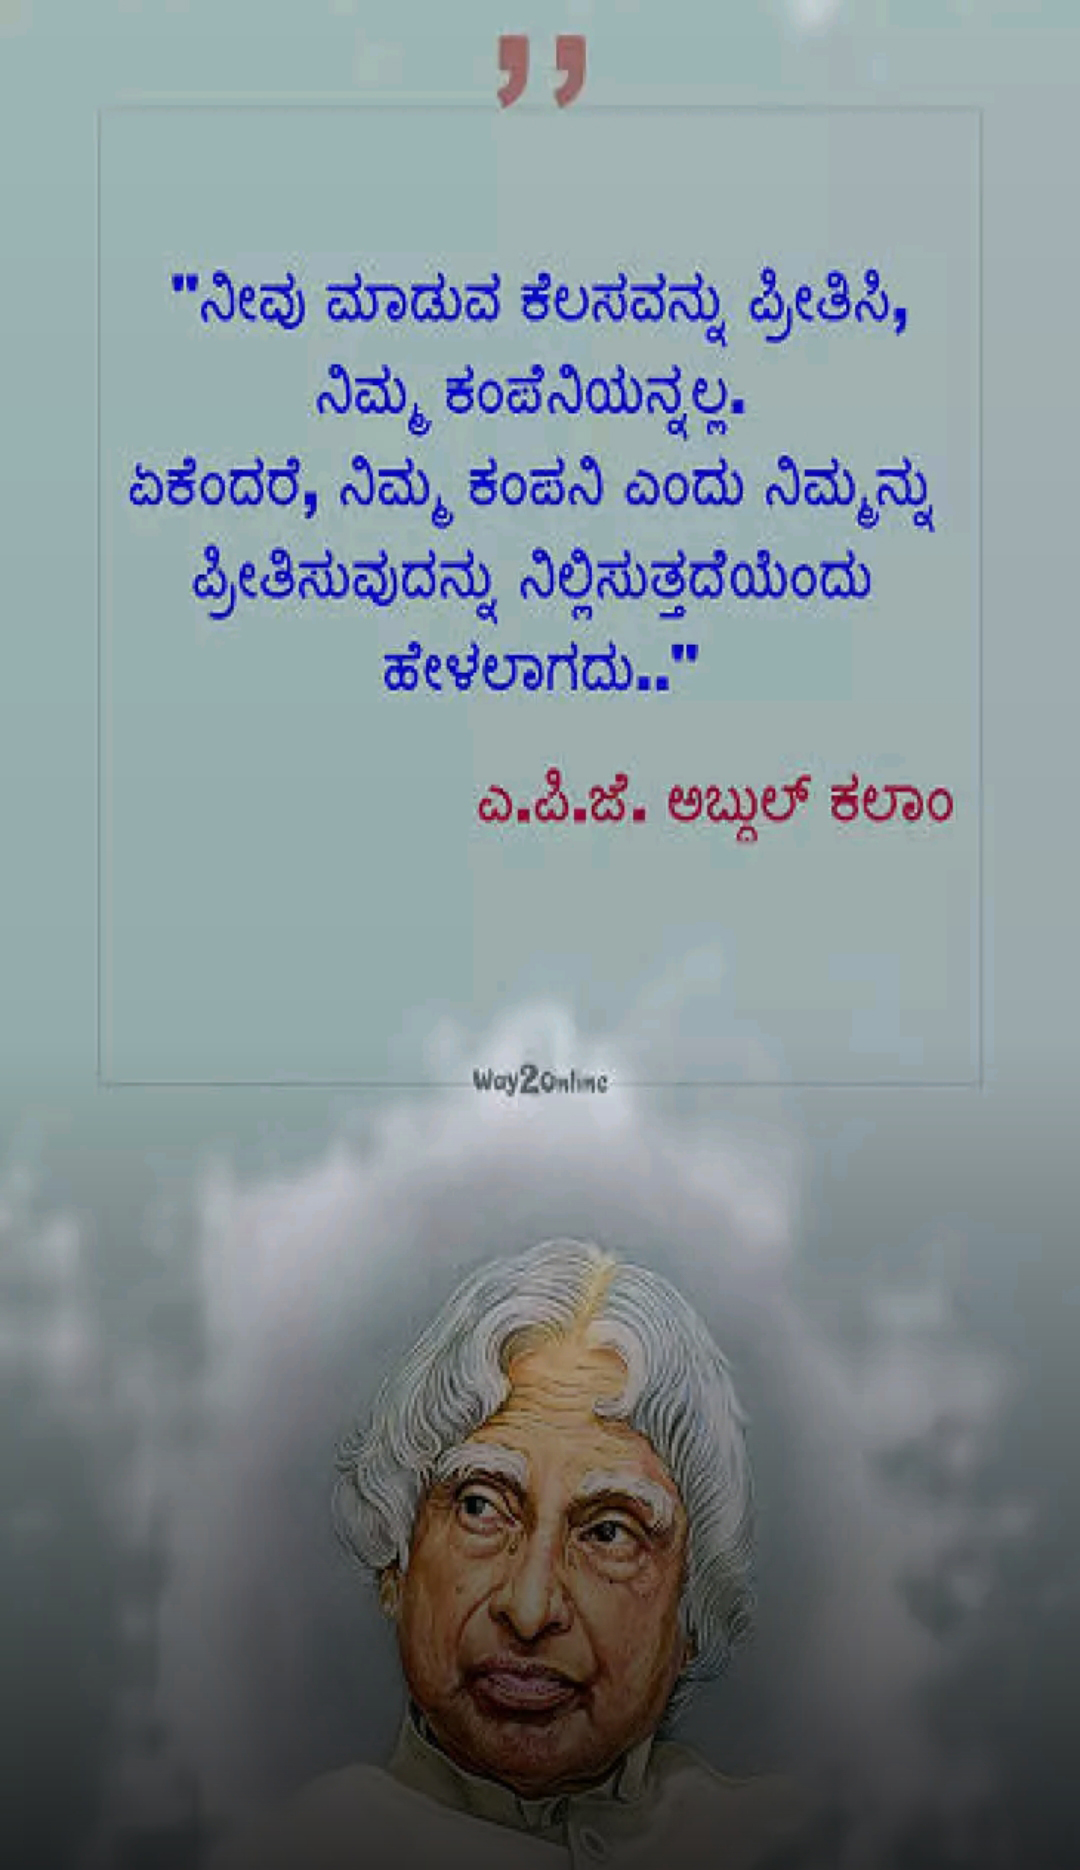 "ನೀವು ಮಾಡುವ ಕೆಲಸವನ್ನು ಪ್ರೀತಿಸಿ,
ನಿಮ್ಮ ಕಂಪೆನಿಯನ್ನಲ್ಲ.
ಏಕೆಂದರೆ, ನಿಮ್ಮ ಕಂಪನಿ ಎಂದು ನಿಮ್ಮನ್ನು
ಪ್ರೀತಿಸುವುದನ್ನು ನಿಲ್ಲಿಸುತ್ತದೆಯೆಂದು
ಹೇಳಲಾಗದು.."
ಎ.ಪಿ.ಜೆ. ಅಬ್ದುಲ್ ಕಲಾಂ
Way2Online